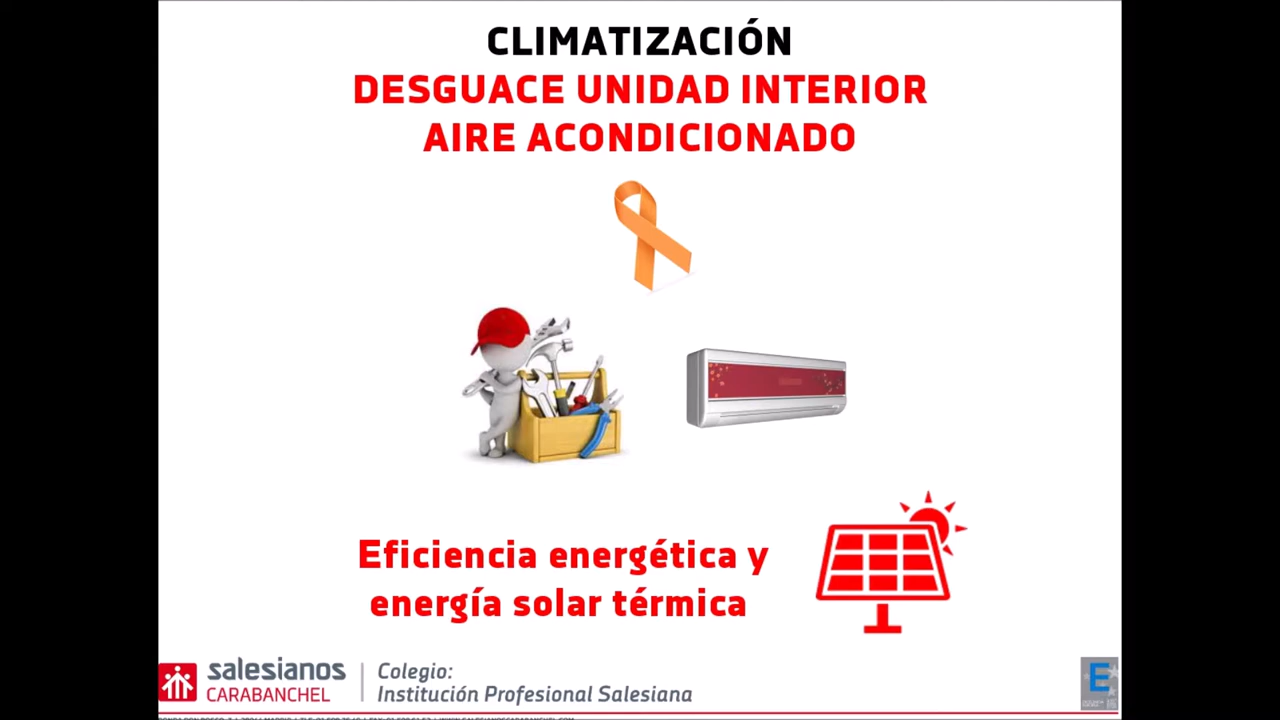 CLIMATIZACIÓN
DESGUACE UNIDAD INTERIOR
AIRE ACONDICIONADO
Eficiencia energética y
energía solar térmica
salesianos
CARABANCHEL
Colegio:
Institución Profesional Salesiana
E